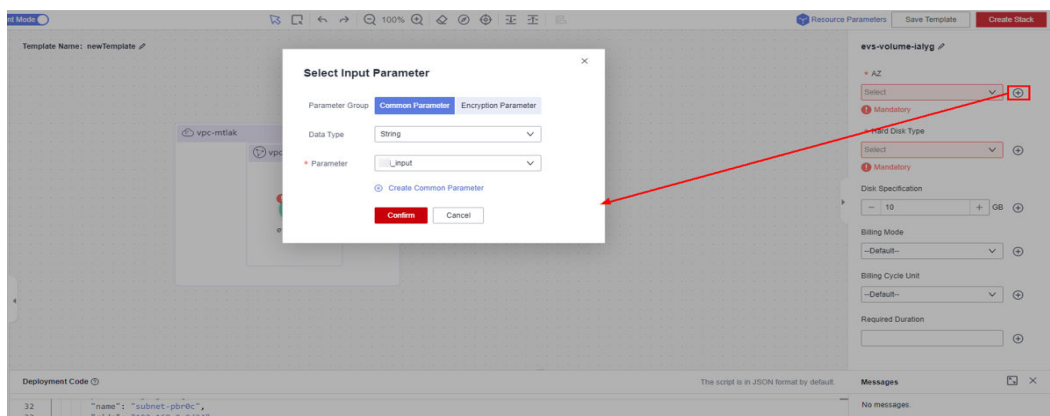 nt Mode
100%
Resource Parameters
Save Template
Create Stack
Template Name: newTemplate
evs-volume-ialyg
Select Input Parameter
* AZ
Select
Mandatory
Parameter Group
Common Parameter
Encryption Parameter
Data Type
String
* Parameter
_input
Create Common Parameter
Confirm
Cancel
vpc-mtlak
vpc
e
* Hard Disk Type
Select
Mandatory
Disk Specification
− 10 + GB
Billing Mode
--Default--
Billing Cycle Unit
--Default--
Required Duration
Deployment Code
The script is in JSON format by default.
Messages
32 "name": "subnet-pbr0c",
No messages.